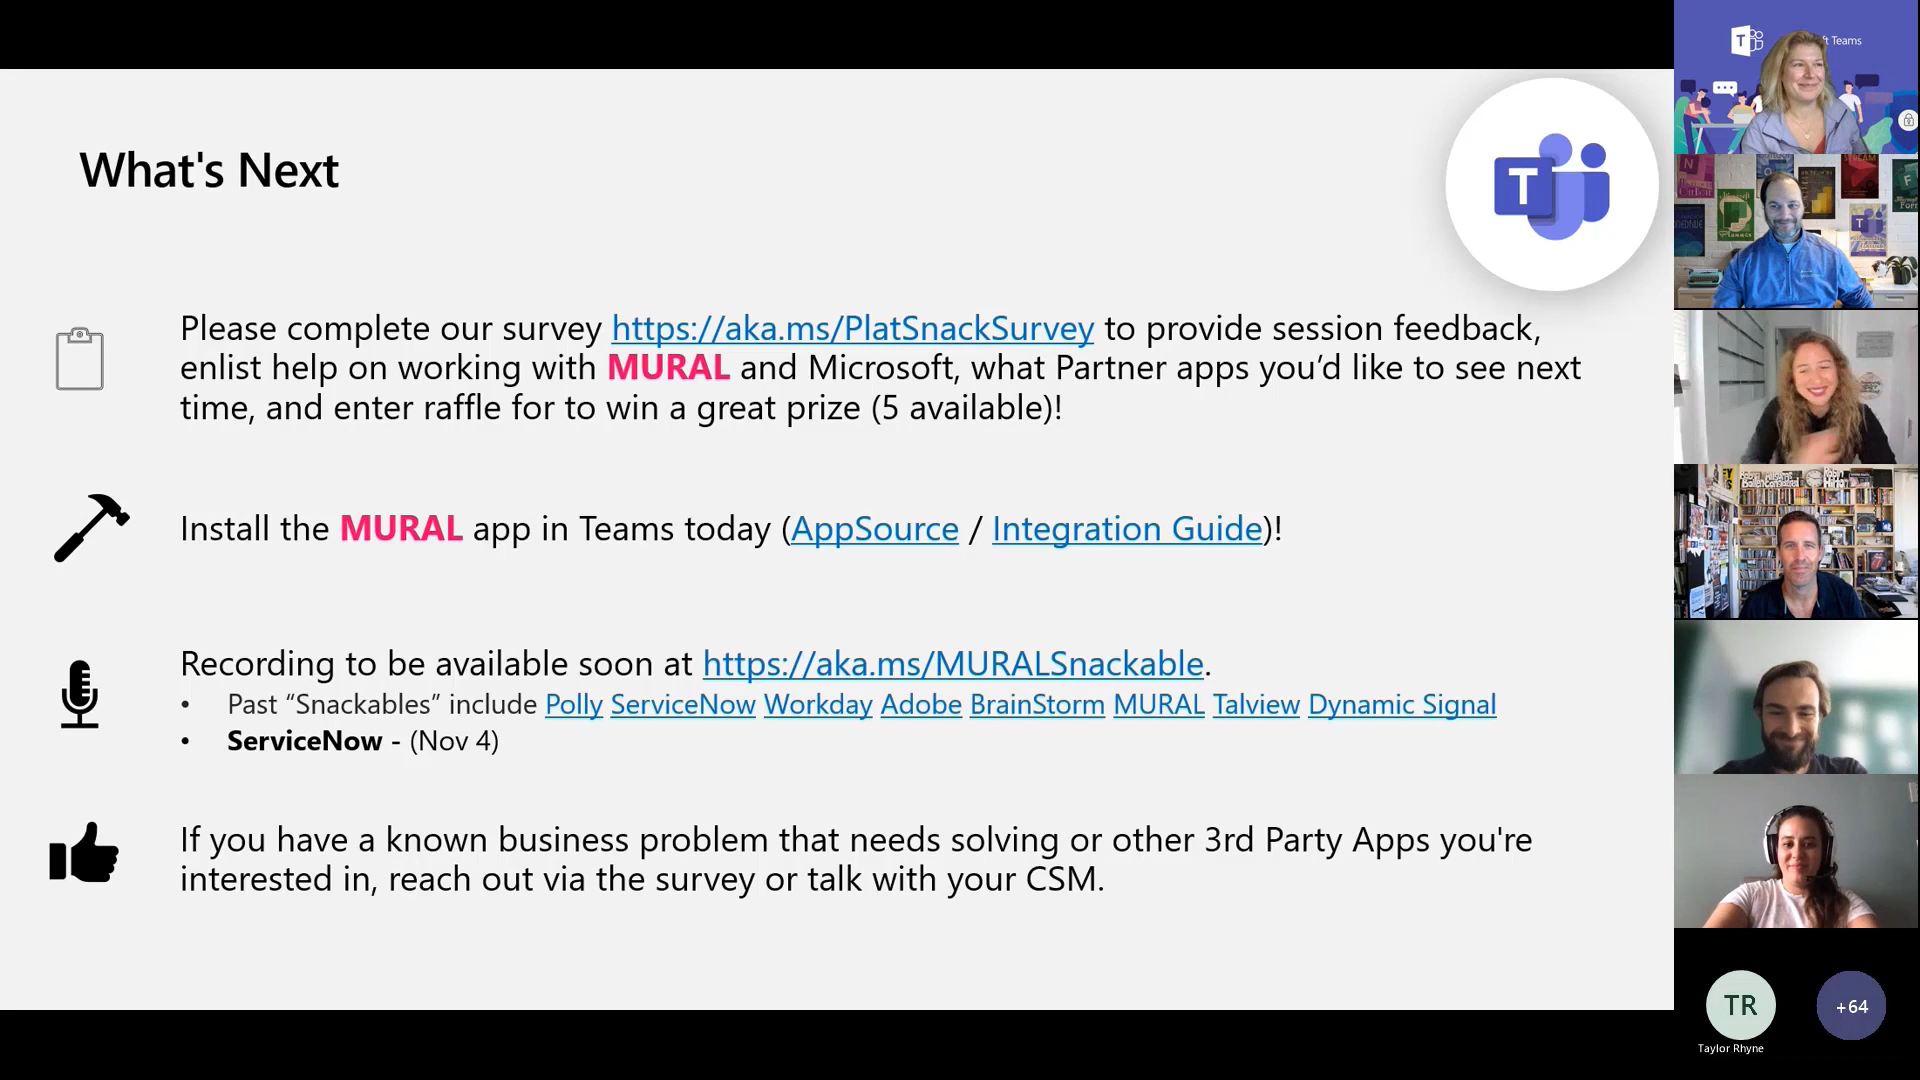 What's Next
Please complete our survey https://aka.ms/PlatSnackSurvey to provide session feedback,
enlist help on working with MURAL and Microsoft, what Partner apps you’d like to see next
time, and enter raffle for to win a great prize (5 available)!
Install the MURAL app in Teams today (AppSource / Integration Guide)!
Recording to be available soon at https://aka.ms/MURALSnackable.
• Past “Snackables” include Polly ServiceNow Workday Adobe BrainStorm MURAL Talview Dynamic Signal
• ServiceNow - (Nov 4)
If you have a known business problem that needs solving or other 3rd Party Apps you're
interested in, reach out via the survey or talk with your CSM.
T
T
Teams
TR
Taylor Rhyne
+64